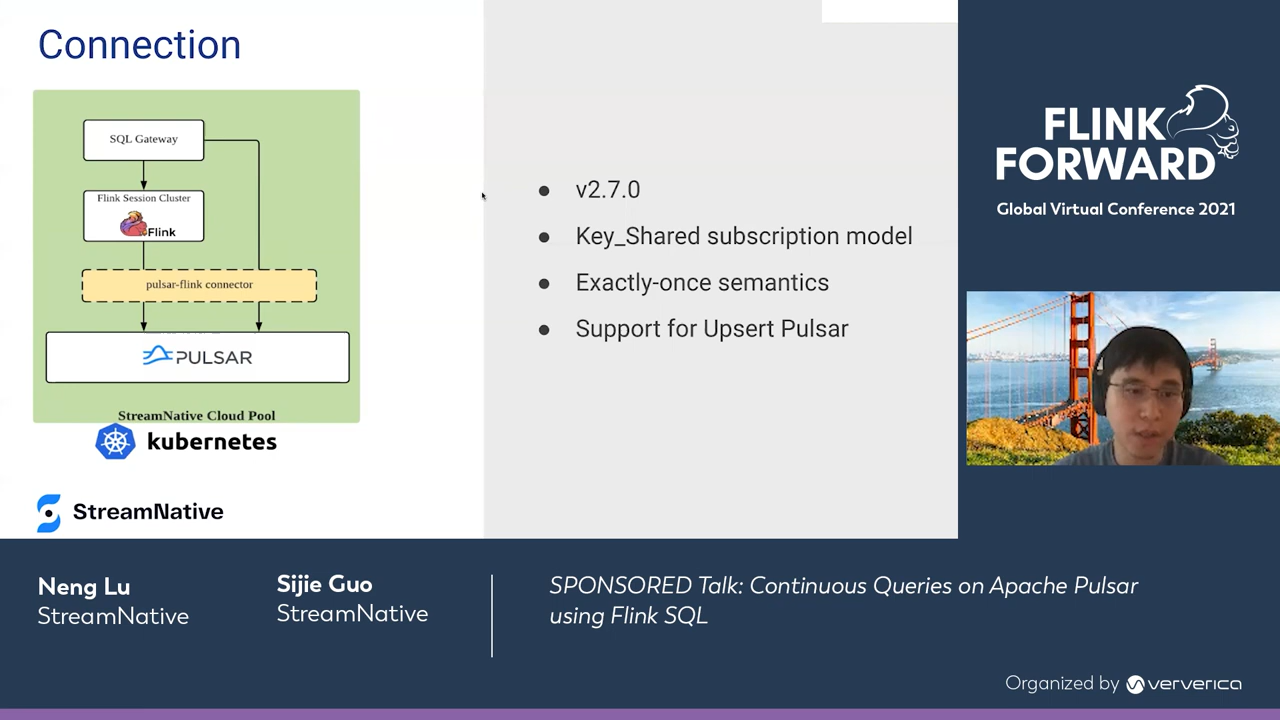 Connection
SQL Gateway
Flink Session Cluster
Flink
pulsar-flink connector
PULSAR
StreamNative Cloud Pool
kubernetes
StreamNative
● v2.7.0
● Key_Shared subscription model
● Exactly-once semantics
● Support for Upsert Pulsar
FLINK
FORWARD
Global Virtual Conference 2021
Neng Lu
StreamNative
Sijie Guo
StreamNative
SPONSORED Talk: Continuous Queries on Apache Pulsar
using Flink SQL
Organized by ververica